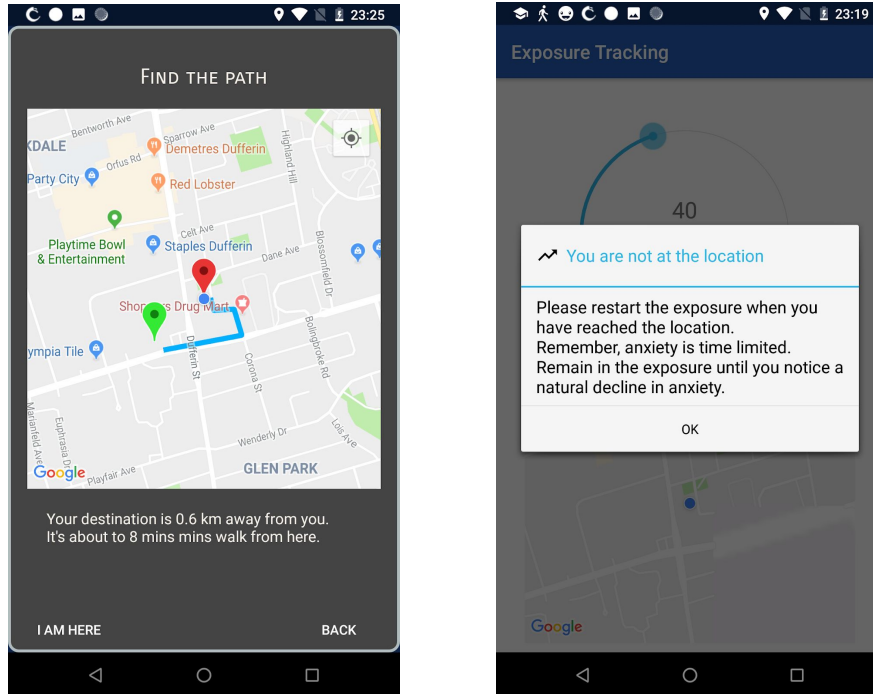 23:25
FIND THE PATH
Bentworth Ave
Sparrow Ave
KDALE
Orfus Rd
Demetres Dufferin
Highland Hill
Party City
Red Lobster
Playtime Bowl
& Entertainment
Celt Ave
Staples Dufferin
Dane Ave
Blossomfield Dr
Shoppers Drug Mart
ympia Tile
Dufferin St
Corona St
Bolingbroke Rd
Marianfeld Ave
Euphrasia Dr
Wenderly Dr
Lois Ave
Google
Playfair Ave
GLEN PARK
Your destination is 0.6 km away from you.
It's about to 8 mins mins walk from here.
I AM HERE
BACK
23:19
Exposure Tracking
40
You are not at the location
Please restart the exposure when you
have reached the location.
Remember, anxiety is time limited.
Remain in the exposure until you notice a
natural decline in anxiety.
OK
Google